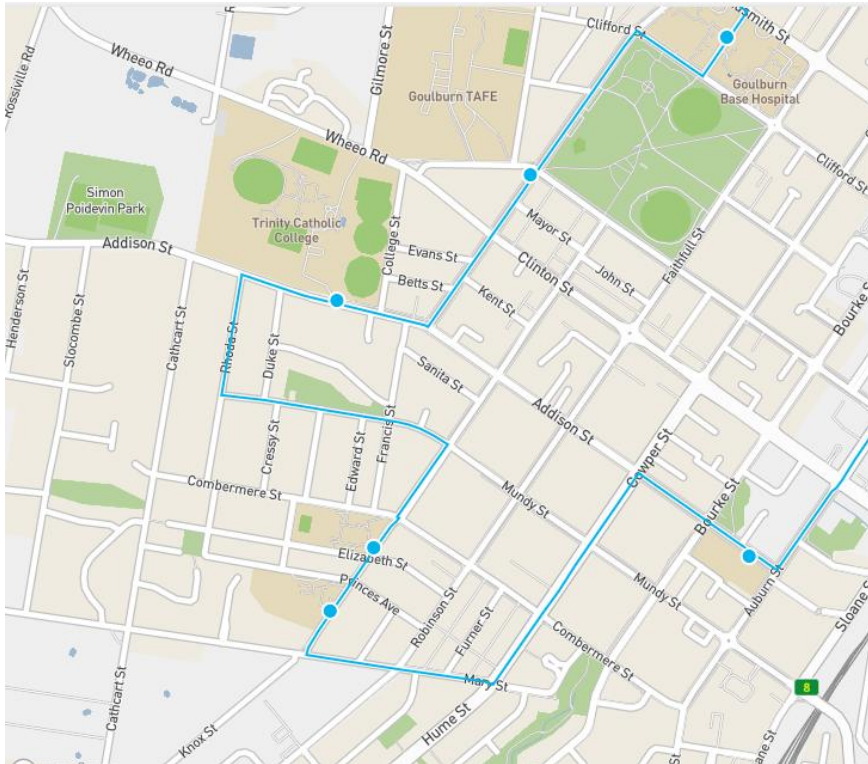 Rossiville Rd
Wheeo Rd
R
Gilmore St
Clifford St
dsmith St
Goulburn
Base Hospital
Goulburn TAFE
Wheeo Rd
Clifford St
Simon
Poidevin Park
Trinity Catholic
College
College St
Addison St
Evans St
Betts St
Mayor St
Clinton St
John St
Faithfull St
Kent St
Bourke S
Henderson St
Slocombe St
Cathcart St
Rhoda St
Duke St
Sanita St
Addison St
Cressy St
Edward St
Francis St
Combermere St
Mundy St
Cowper St
Bourke St
Elizabeth St
Princes Ave
Robinson St
Furner St
Mundy St
Auburn St
Sloane S
Combermere St
Cathcart St
Mary St
8
Knox St
Hume St
ane St